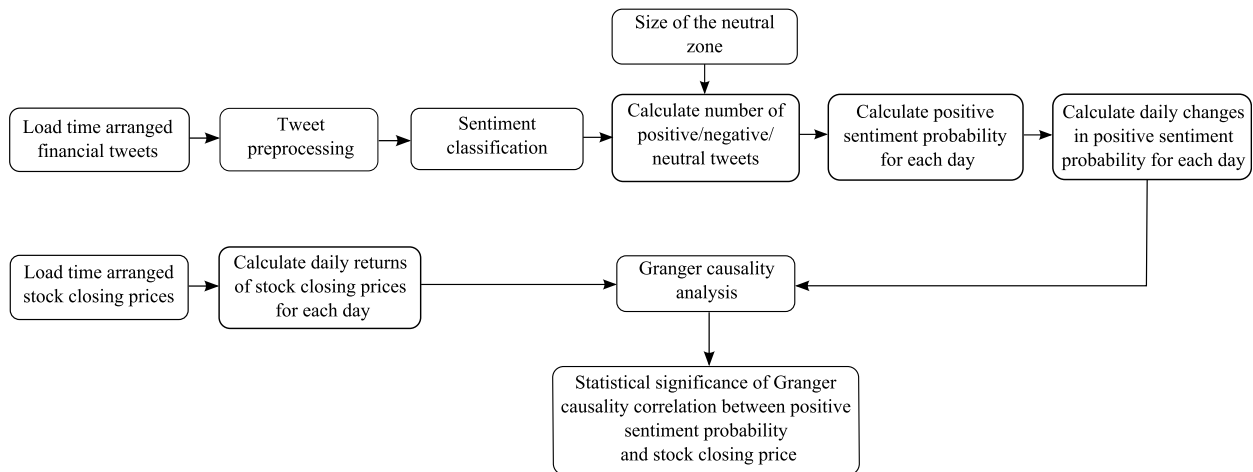 Size of the neutral
zone
Load time arranged
financial tweets
Tweet
preprocessing
Sentiment
classification
Calculate number of
positive/negative/
neutral tweets
Calculate positive
sentiment probability
for each day
Calculate daily changes
in positive sentiment
probability for each day
Load time arranged
stock closing prices
Calculate daily returns
of stock closing prices
for each day
Granger causality
analysis
Statistical significance of Granger
causality correlation between positive
sentiment probability
and stock closing price